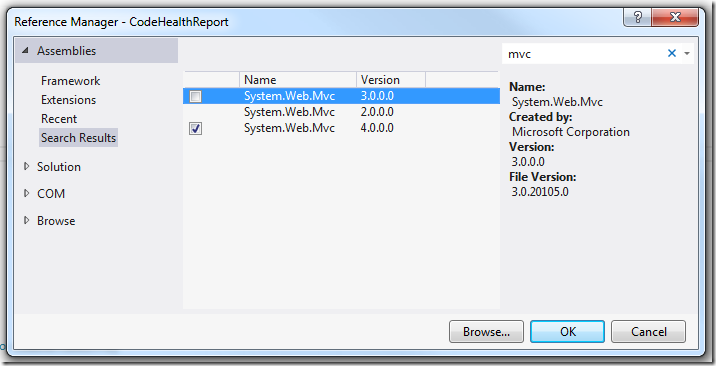 Reference Manager - CodeHealthReport
?
Assemblies
mvc
Framework
Extensions
Recent
Search Results
Solution
COM
Browse
Name Version
System.Web.Mvc 3.0.0.0
System.Web.Mvc 2.0.0.0
System.Web.Mvc 4.0.0.0
Name:
System.Web.Mvc
Created by:
Microsoft Corporation
Version:
3.0.0.0
File Version:
3.0.20105.0
Browse... OK Cancel